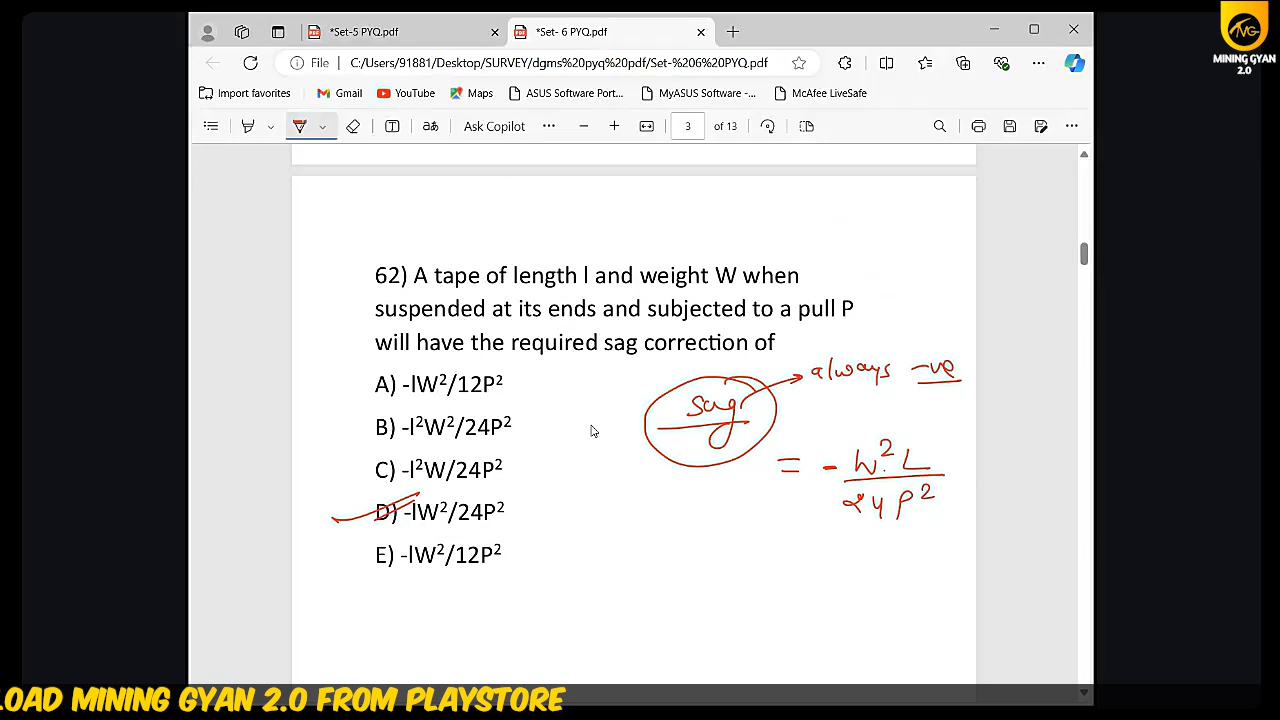 *Set-5 PYQ.pdf
*Set- 6 PYQ.pdf
File C:/Users/91881/Desktop/SURVEY/dgms%20pyq%20pdf/Set-%206%20PYQ.pdf
Import favorites Gmail YouTube Maps ASUS Software Port... MyASUS Software -... McAfee LiveSafe
Ask Copilot 3 of 13
MINING GYAN
2.0
62) A tape of length l and weight W when
suspended at its ends and subjected to a pull P
will have the required sag correction of
A) -lW²/12P²
B) -l²W²/24P²
C) -l²W/24P²
D) -lW²/24P²
E) -lW²/12P²
sag
always -ve
= - W² L
24 P²
LOAD MINING GYAN 2.0 FROM PLAYSTORE